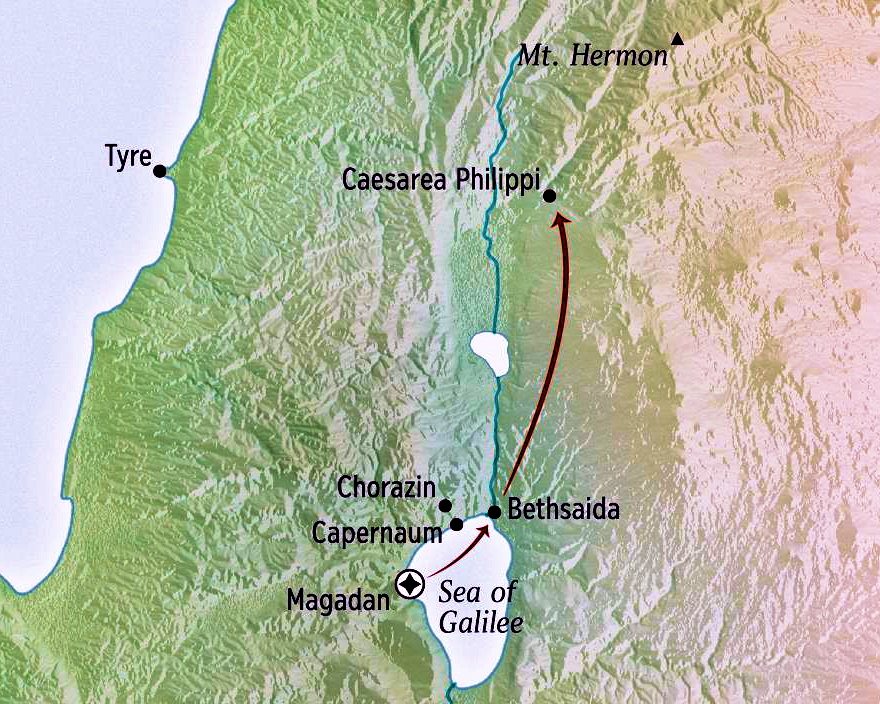 Mt. Hermon
Tyre
Caesarea Philippi
Chorazin
Bethsaida
Capernaum
Magadan
Sea of
Galilee